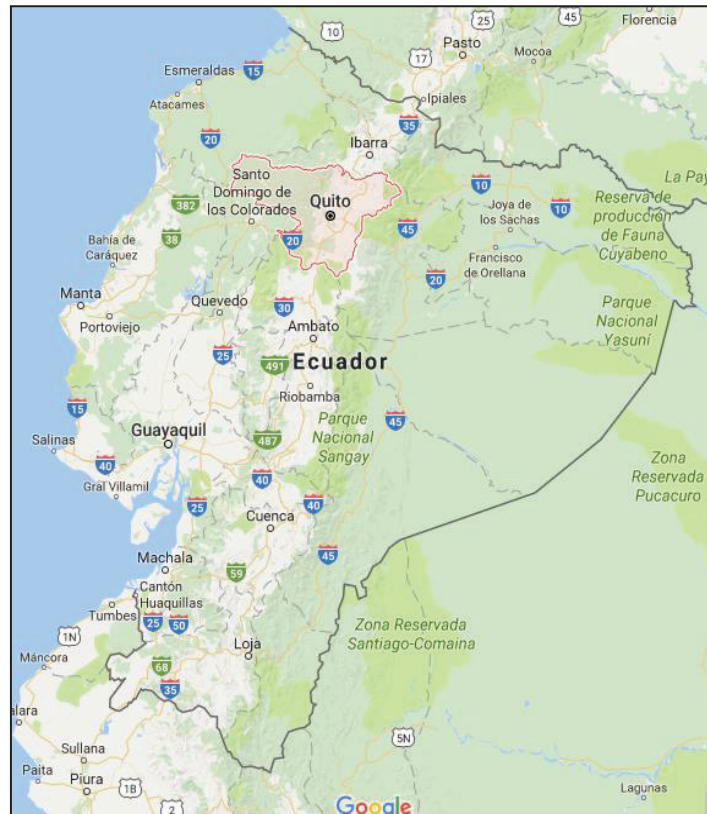 25
45
Florencia
10
Pasto
Mocoa
17
Esmeraldas
15
Atacames
Ipiales
35
20
Ibarra
Santo
Domingo de
los Colorados
La Pay
Quito
10
Joya de
los Sachas
10
Reserva de
producción
de Fauna
Cuyabeno
382
38
20
45
Bahía de
Caráquez
Francisco
de Orellana
20
Manta
Quevedo
30
Portoviejo
Ambato
Parque
Nacional
Yasuní
25
491
Ecuador
Riobamba
15
Parque
Nacional
Sangay
45
Guayaquil
Salinas
487
40
40
Zona
Reservada
Pucacuro
Gral Villamil
25
40
Cuenca
45
Machala
59
Cantón
Huaquillas
Tumbes
25
50
1N
Zona Reservada
Santiago-Comaina
Loja
Máncora
68
35
alara
5N
Sullana
Paita
Piura
1B
2
Google
Lagunas